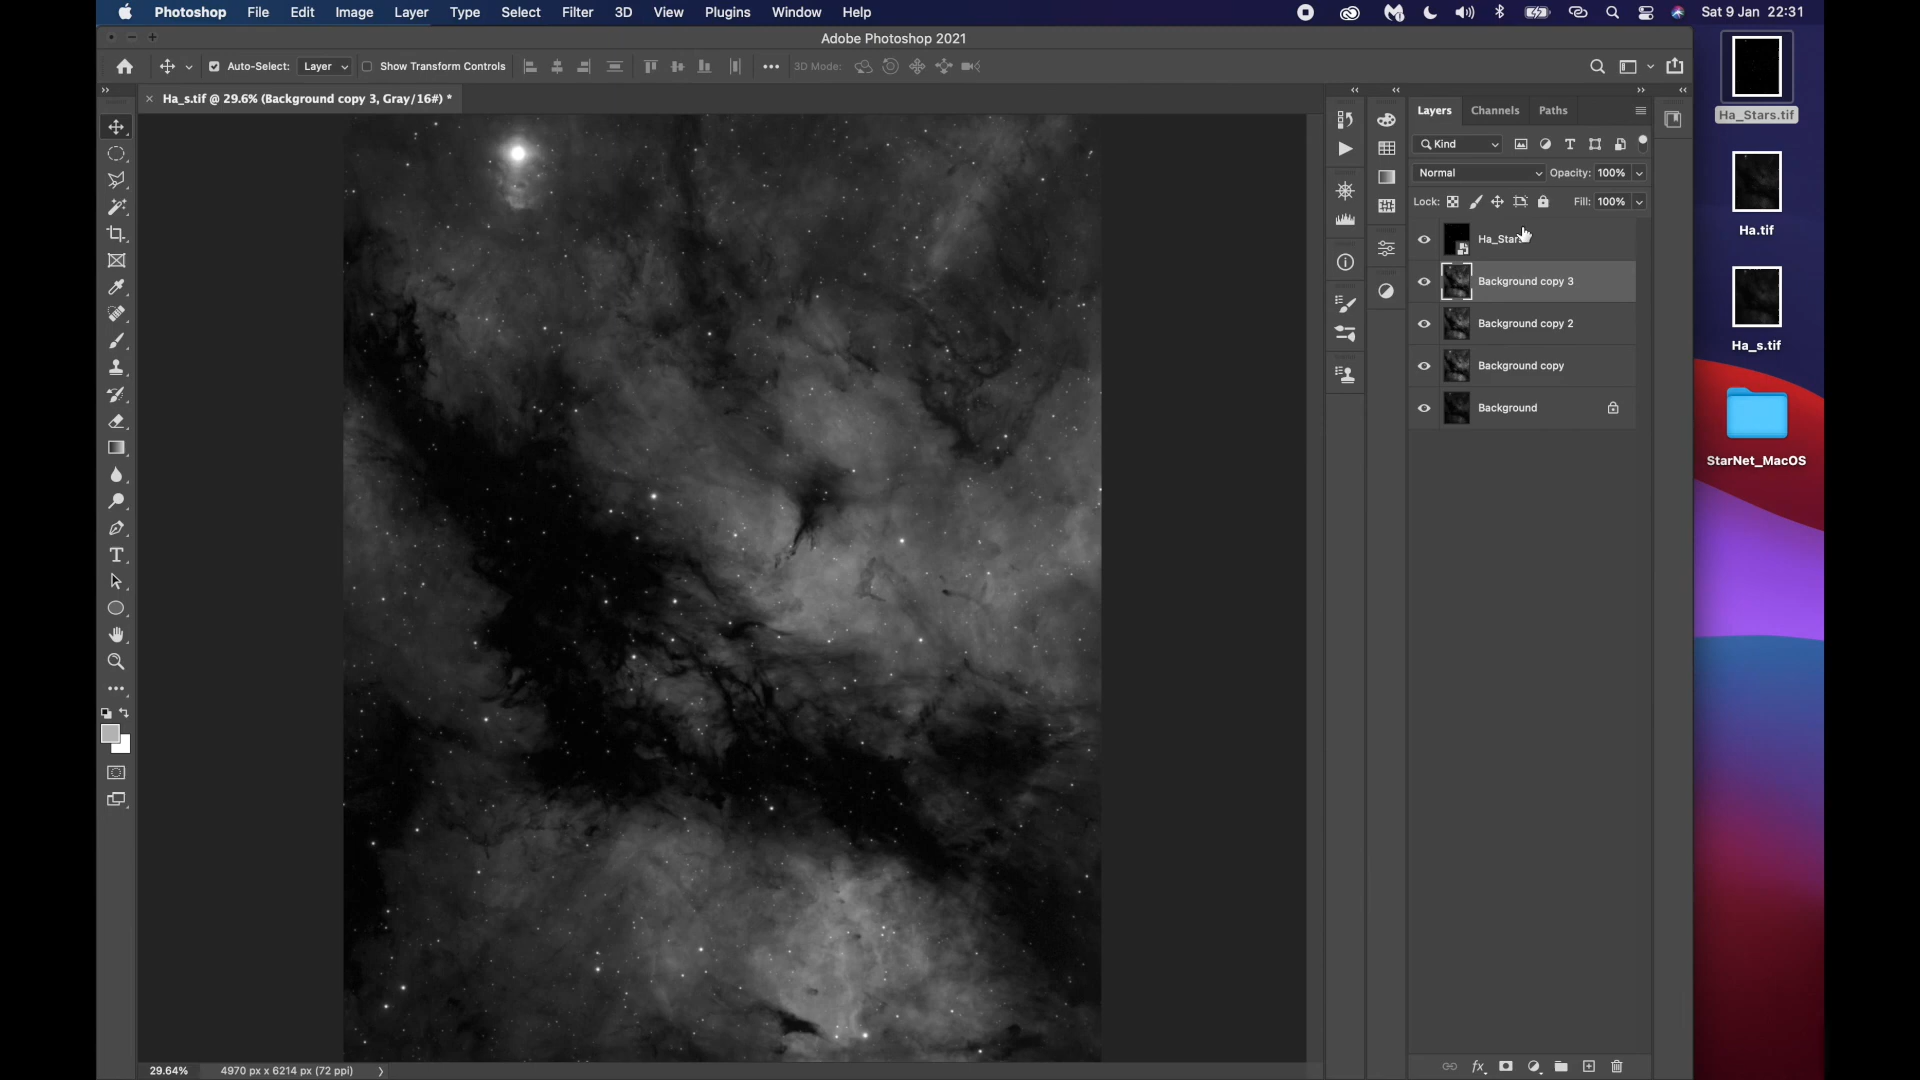 Photoshop File Edit Image Layer Type Select Filter 3D View Plugins Window Help Sat 9 Jan 22:31
Adobe Photoshop 2021
Auto-Select: Layer Show Transform Controls 3D Mode:
Ha_s.tif @ 29.6% (Background copy 3, Gray/16#) *
Layers Channels Paths
Kind
Normal Opacity: 100%
Lock: Fill: 100%
Ha_Stars
Background copy 3
Background copy 2
Background copy
Background
Ha_Stars.tif
Ha.tif
Ha_s.tif
StarNet_MacOS
29.64% 4970 px x 6214 px (72 ppi)